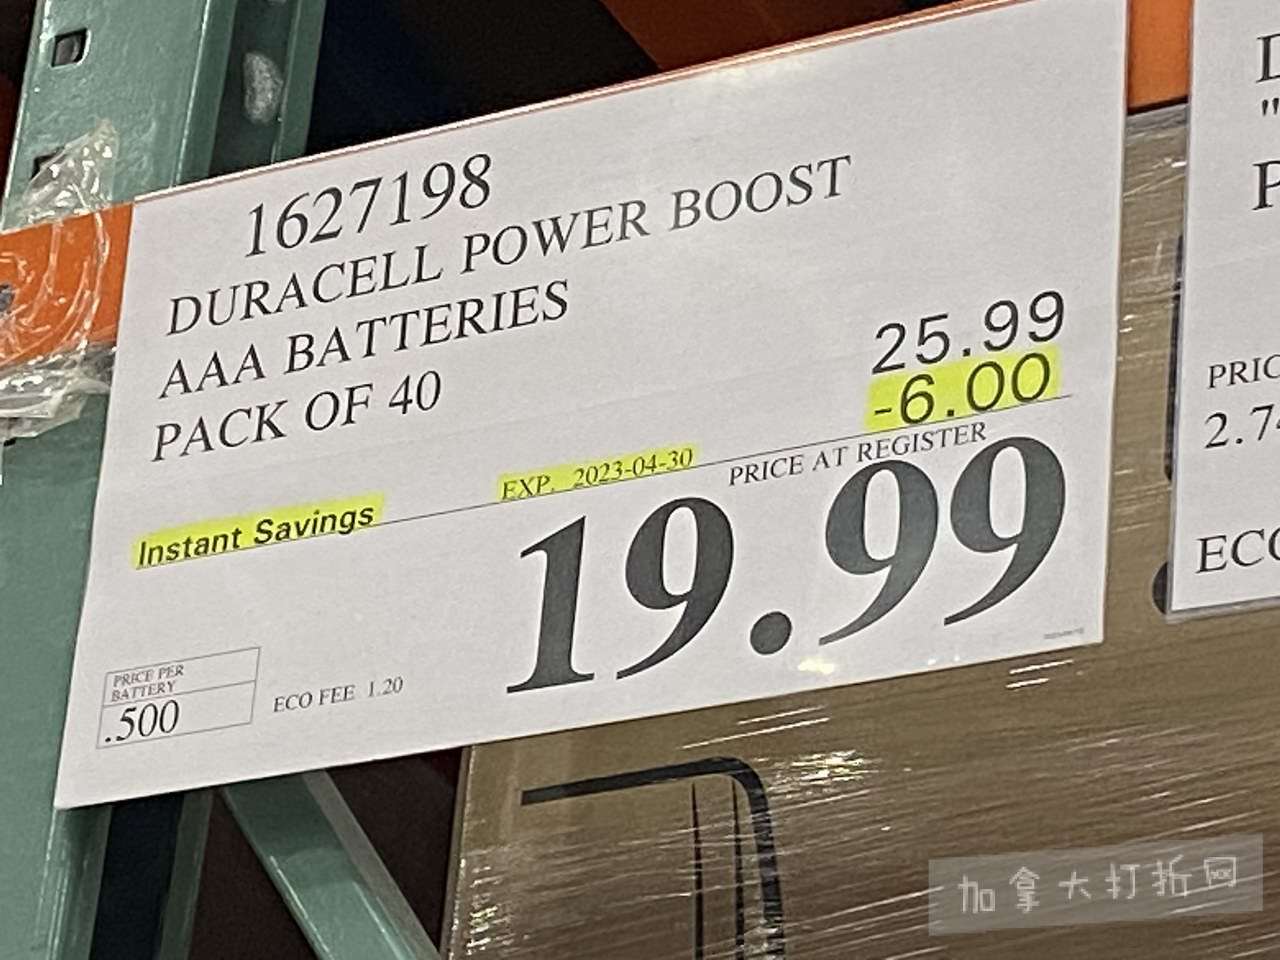 1627198
DURACELL POWER BOOST
AAA BATTERIES
PACK OF 40
25.99
-6.00
EXP. 2023-04-30
PRICE AT REGISTER
Instant Savings
19.99
PRICE PER
BATTERY
.500
ECO FEE 1.20
D
"
P
PRIC
2.74
ECO
加拿大打折网